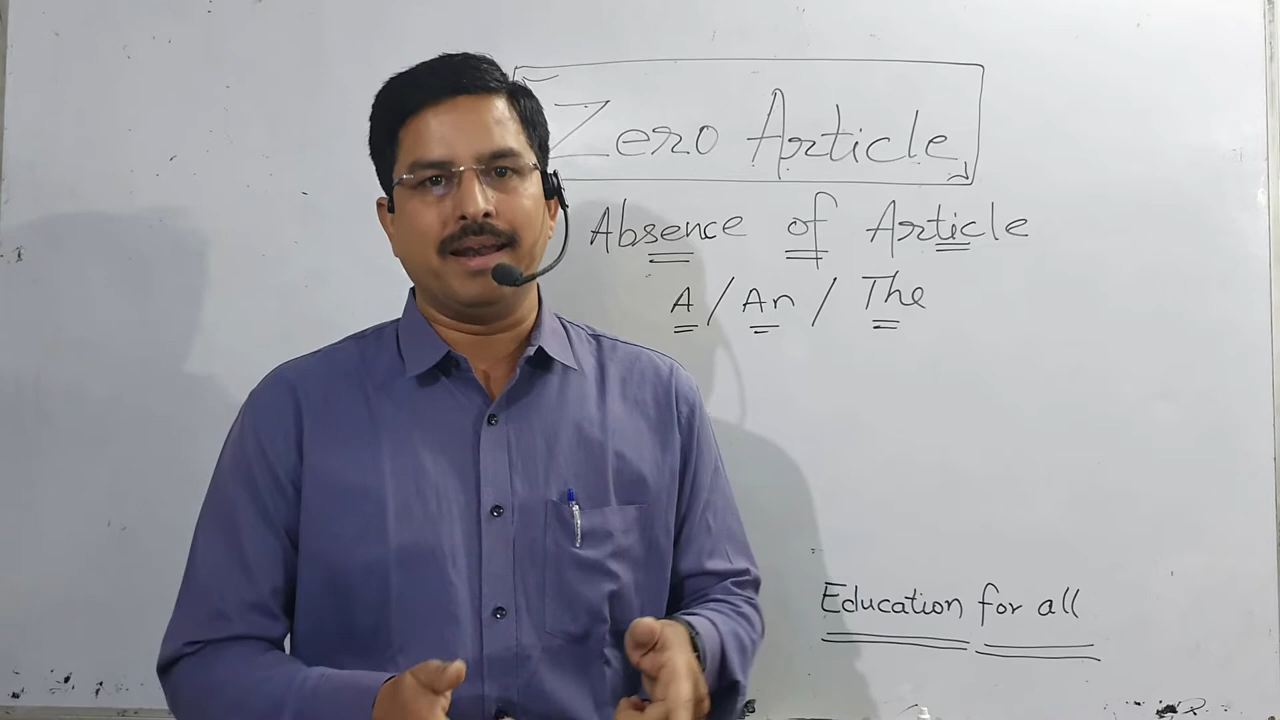 Zero Article
Absence of Article
A / An / The
Education for all